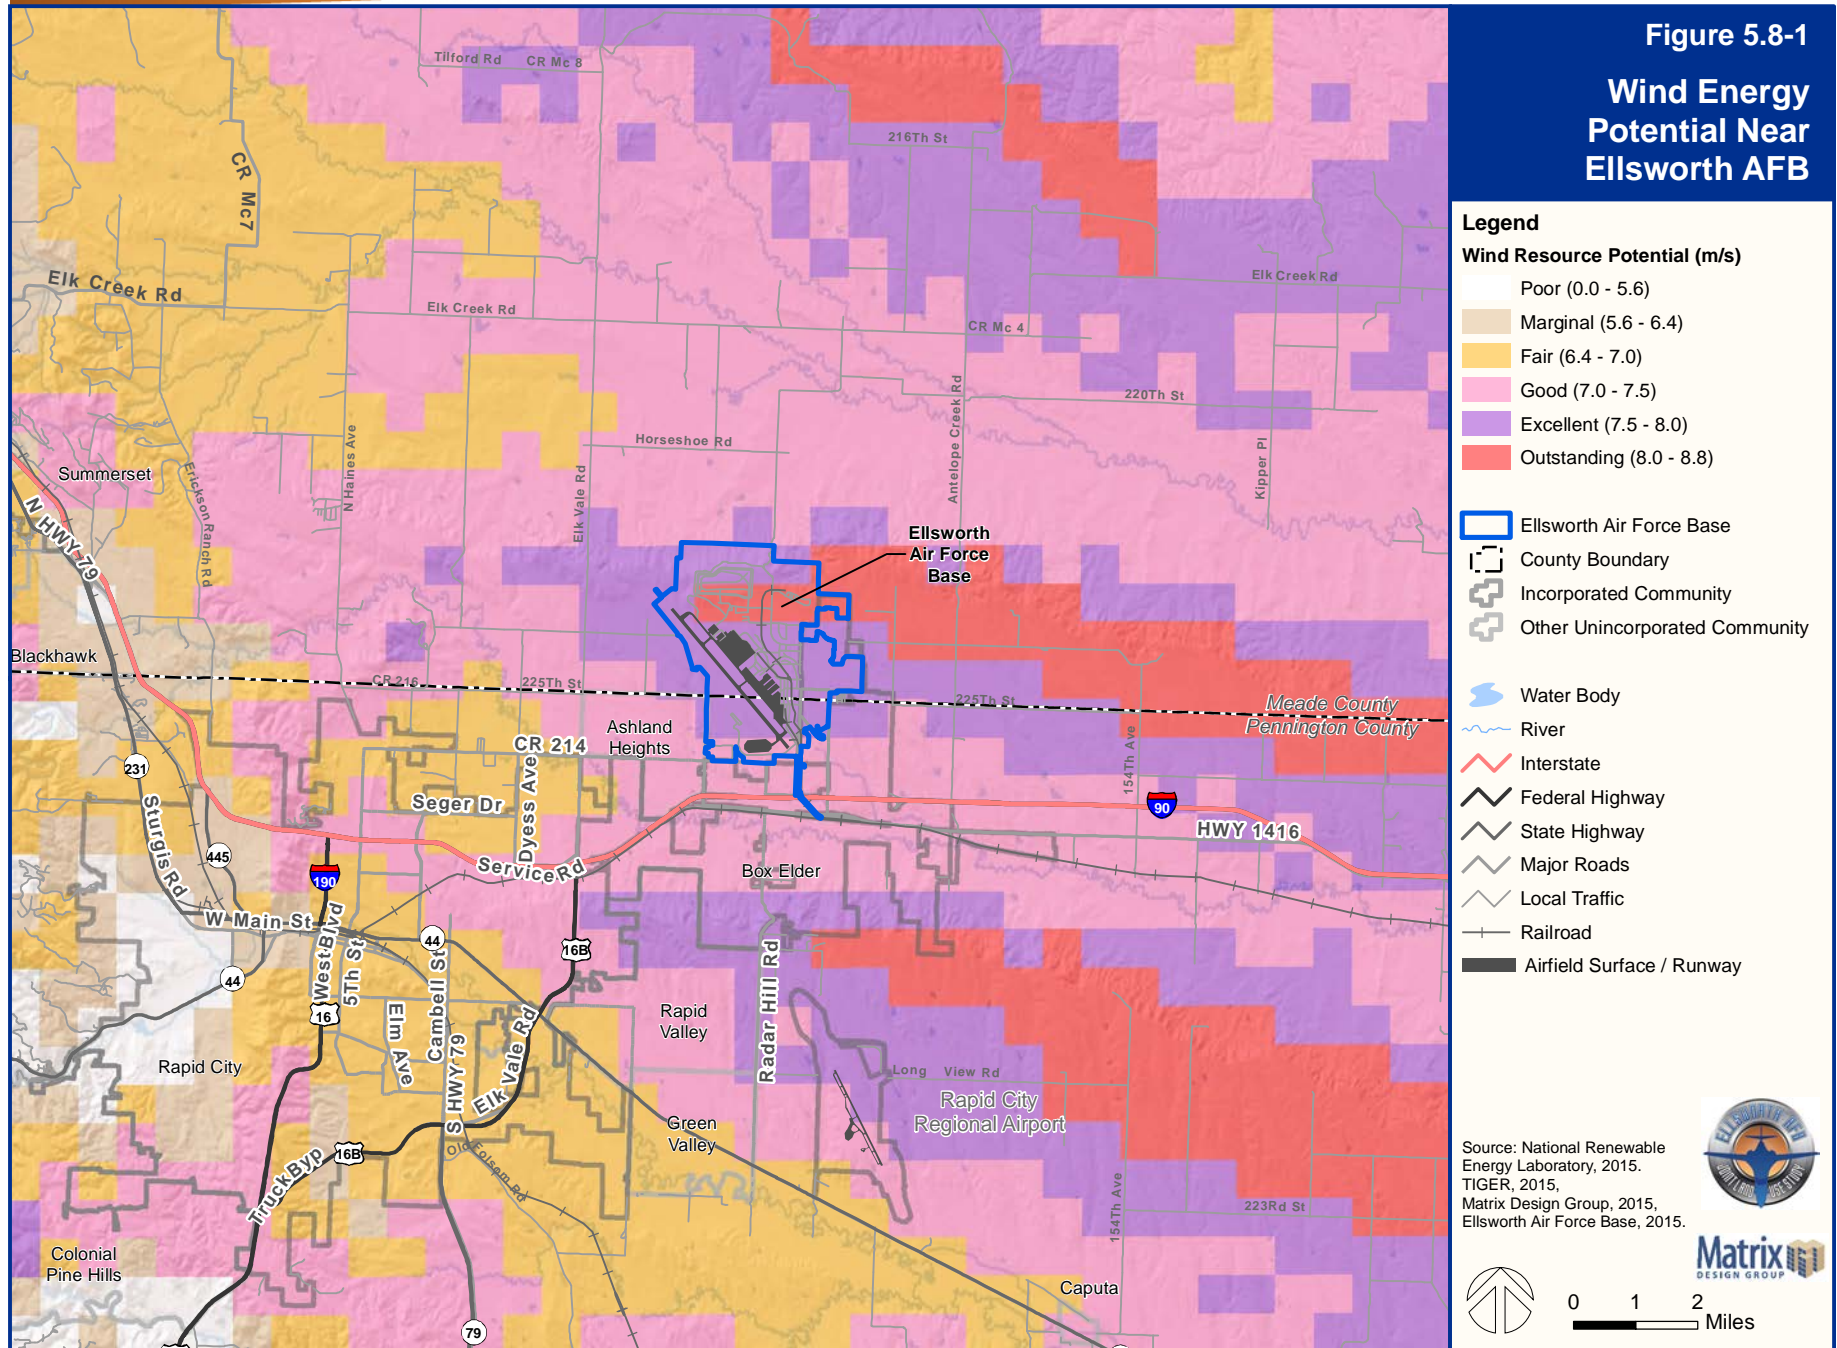 Figure 5.8-1
Wind Energy
Potential Near
Ellsworth AFB
Legend
Wind Resource Potential (m/s)
Poor (0.0 - 5.6)
Marginal (5.6 - 6.4)
Fair (6.4 - 7.0)
Good (7.0 - 7.5)
Excellent (7.5 - 8.0)
Outstanding (8.0 - 8.8)
Ellsworth Air Force Base
County Boundary
Incorporated Community
Other Unincorporated Community
Water Body
River
Interstate
Federal Highway
State Highway
Major Roads
Local Traffic
Railroad
Airfield Surface / Runway
Source: National Renewable
Energy Laboratory, 2015.
TIGER, 2015,
Matrix Design Group, 2015,
Ellsworth Air Force Base, 2015.
ELLSWORTH AFB
JOINT LAND USE STUDY
Matrix
DESIGN GROUP
0 1 2
Miles
Tilford Rd CR Mc 8
216Th St
CR Mc7
Elk Creek Rd
Elk Creek Rd
Elk Creek Rd
CR Mc 4
220Th St
Horseshoe Rd
N Haines Ave
Elk Vale Rd
Antelope Creek Rd
Kipper Pl
Summerset
Erickson Ranch Rd
N HWY 79
Ellsworth
Air Force
Base
Blackhawk
CR 216
225Th St
225Th St
Meade County
Pennington County
Ashland
Heights
CR 214
154Th Ave
231
Seger Dr
Dyess Ave
Sturgis Rd
90
HWY 1416
445
190
Service Rd
Box Elder
W Main St
West Blvd
5Th St
44
Cambell St
16B
Radar Hill Rd
44
16
Elm Ave
S HWY 79
Elk Vale Rd
Rapid
Valley
Rapid City
Long View Rd
Rapid City
Regional Airport
Green
Valley
16B
Old Folsom Rd
Truck Byp
154Th Ave
223Rd St
Colonial
Pine Hills
Caputa
79